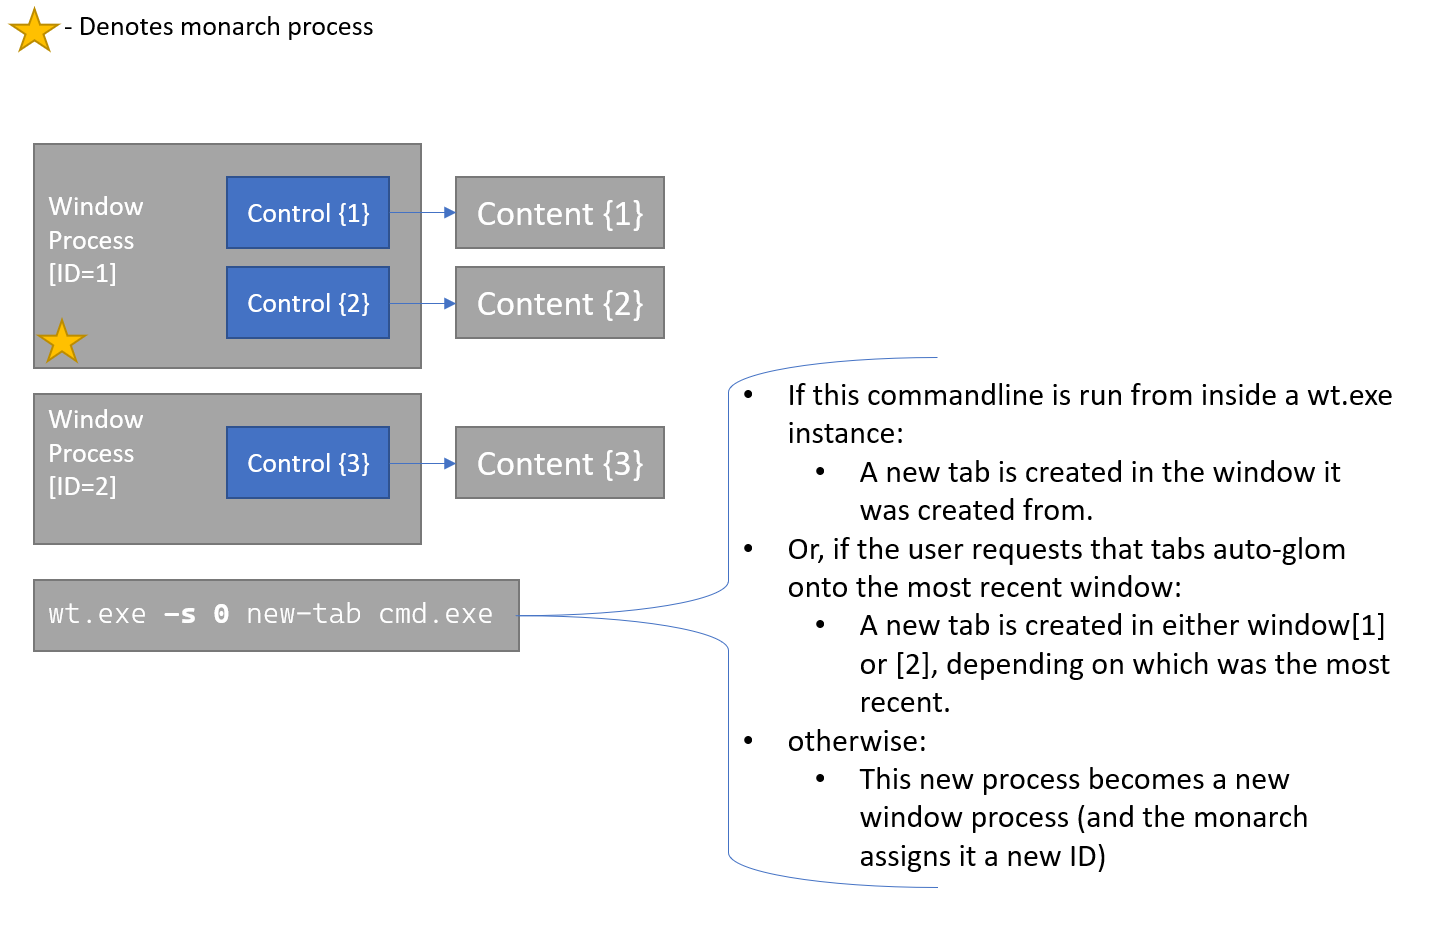 - Denotes monarch process
Window
Process
[ID=1]
Control {1}
Content {1}
Control {2}
Content {2}
Window
Process
[ID=2]
Control {3}
Content {3}
wt.exe -s 0 new-tab cmd.exe
• If this commandline is run from inside a wt.exe
instance:
• A new tab is created in the window it
was created from.
• Or, if the user requests that tabs auto-glom
onto the most recent window:
• A new tab is created in either window[1]
or [2], depending on which was the most
recent.
• otherwise:
• This new process becomes a new
window process (and the monarch
assigns it a new ID)